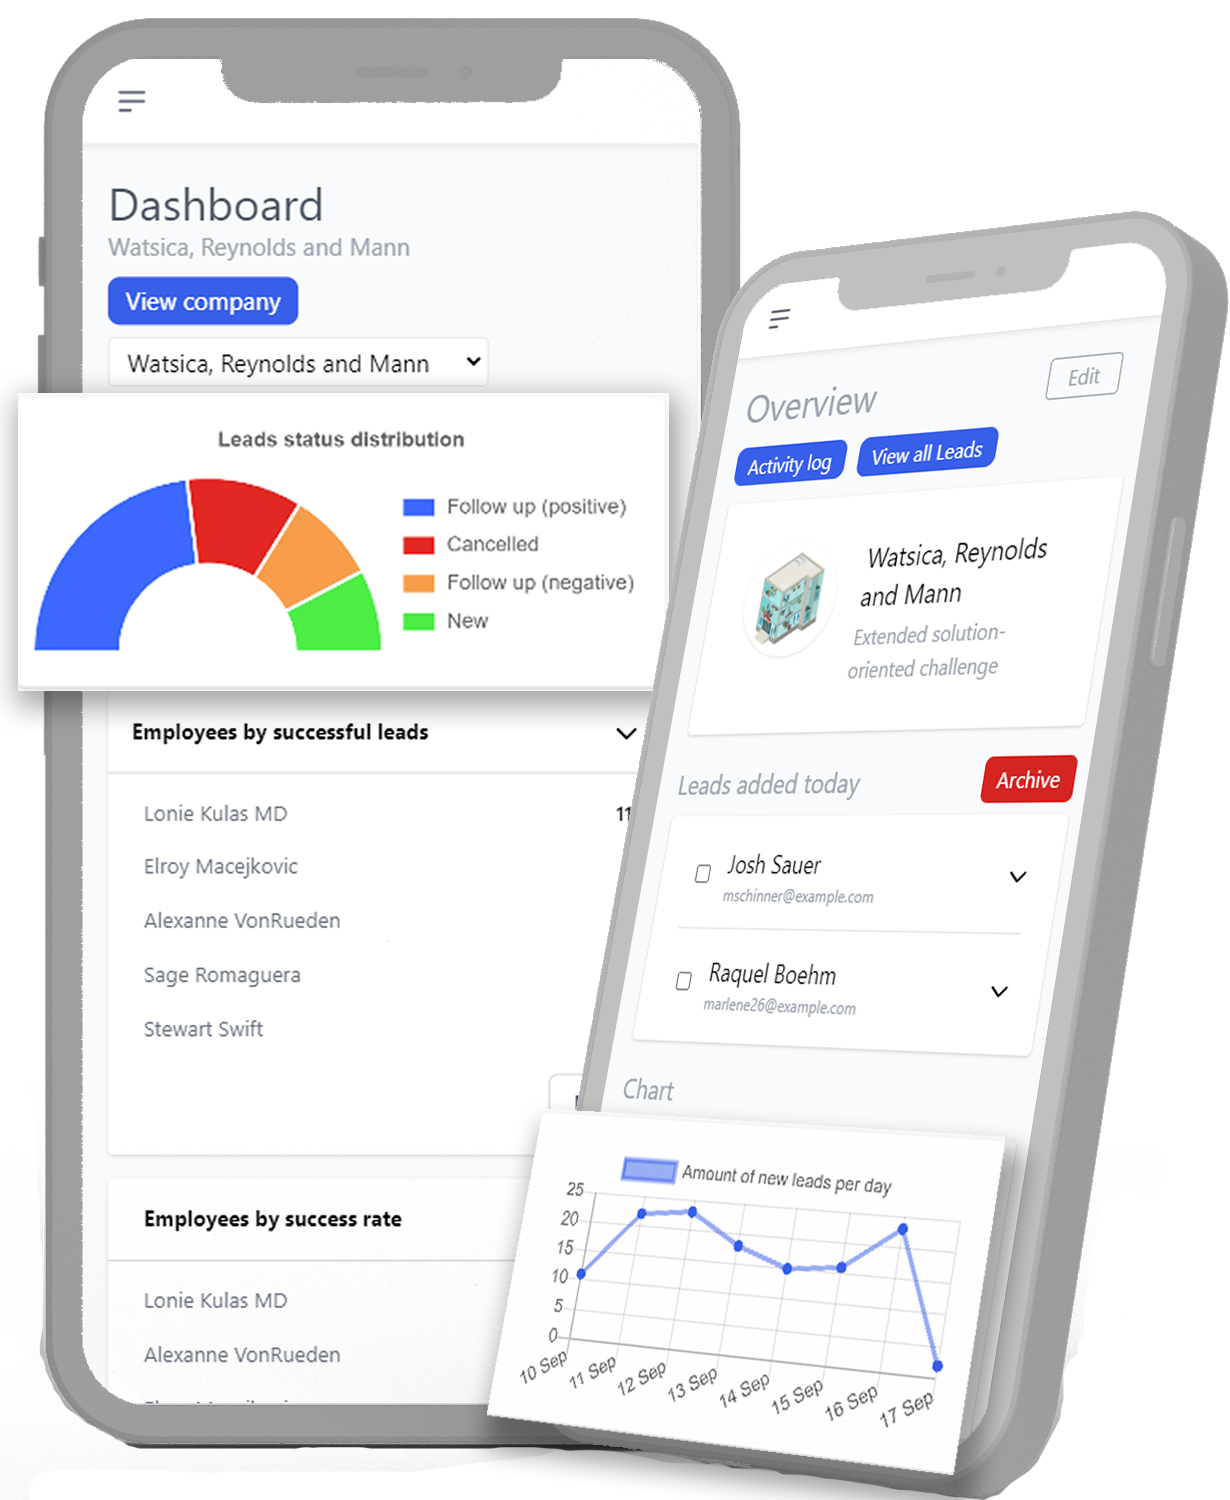 Dashboard
Watsica, Reynolds and Mann
View company
Watsica, Reynolds and Mann
Leads status distribution
Follow up (positive)
Cancelled
Follow up (negative)
New
Employees by successful leads
Lonie Kulas MD
11
Elroy Macejkovic
Alexanne VonRueden
Sage Romaguera
Stewart Swift
Employees by success rate
Lonie Kulas MD
Alexanne VonRueden
Overview
Edit
Activity log
View all Leads
Watsica, Reynolds
and Mann
Extended solution-
oriented challenge
Leads added today
Archive
Josh Sauer
mschinner@example.com
Raquel Boehm
marlene26@example.com
Chart
Amount of new leads per day
25
20
15
10
5
0
10 Sep
11 Sep
12 Sep
13 Sep
14 Sep
15 Sep
16 Sep
17 Sep